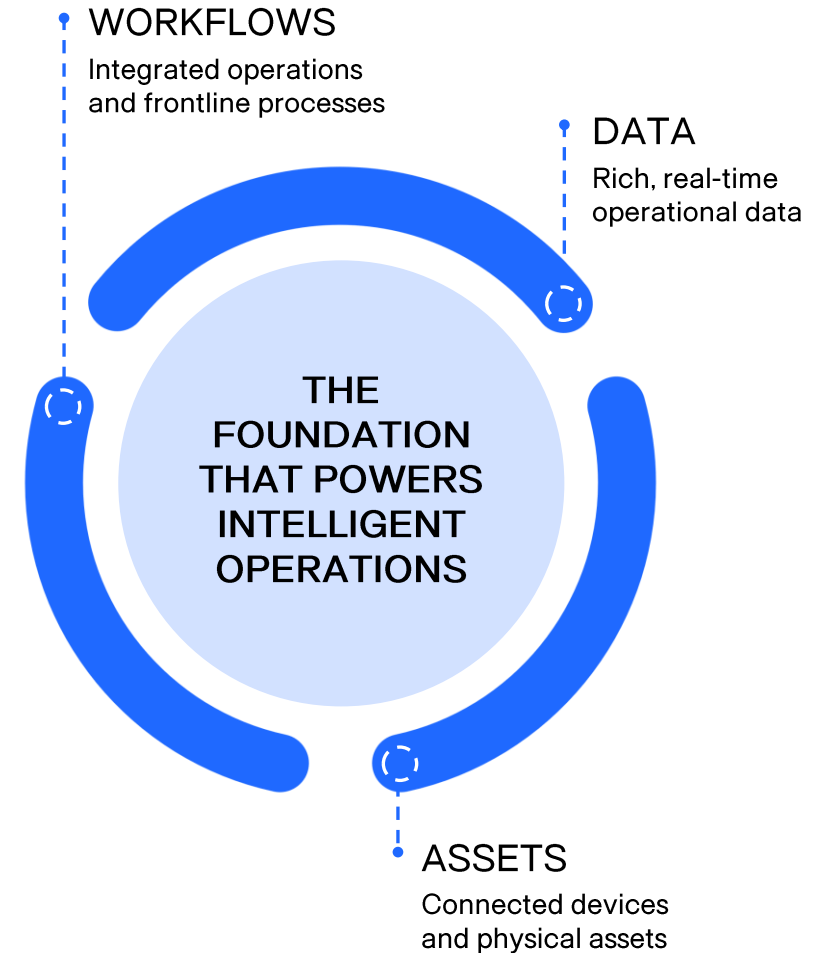 WORKFLOWS
Integrated operations
and frontline processes
DATA
Rich, real-time
operational data
THE
FOUNDATION
THAT POWERS
INTELLIGENT
OPERATIONS
ASSETS
Connected devices
and physical assets